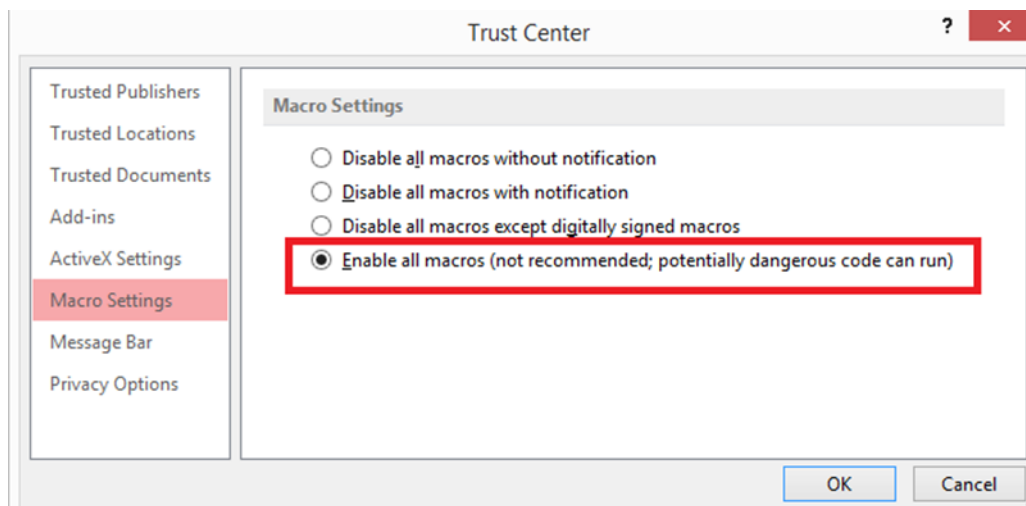 Trust Center
?
×
Trusted Publishers
Trusted Locations
Trusted Documents
Add-ins
ActiveX Settings
Macro Settings
Message Bar
Privacy Options
Macro Settings
Disable all macros without notification
Disable all macros with notification
Disable all macros except digitally signed macros
Enable all macros (not recommended; potentially dangerous code can run)
OK
Cancel